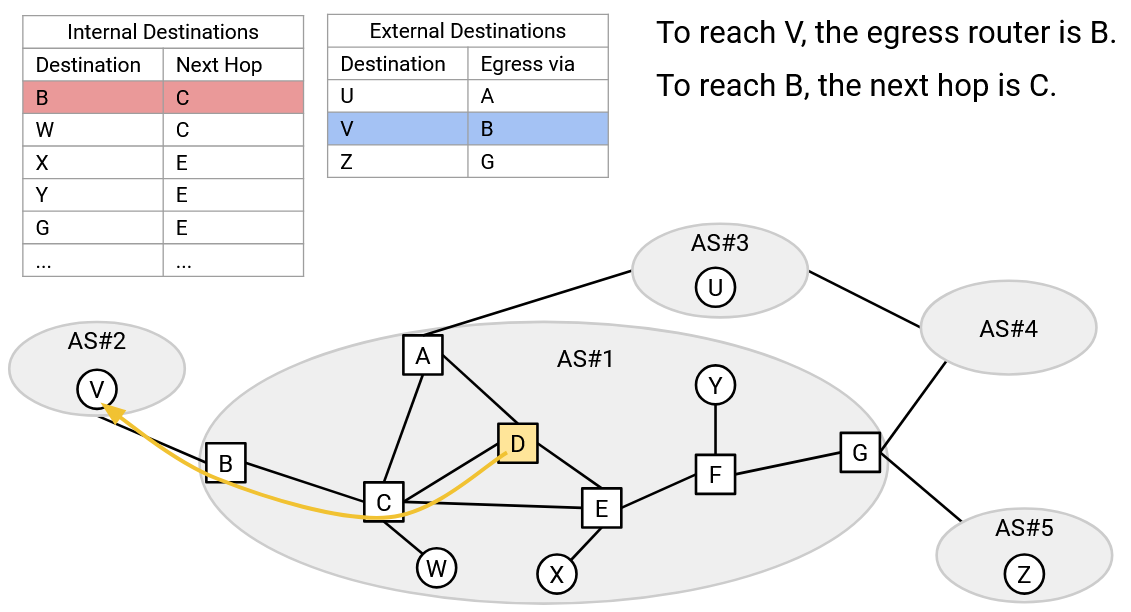 Internal Destinations
Destination Next Hop
B C
W C
X E
Y E
G E
... ...
External Destinations
Destination Egress via
U A
V B
Z G
To reach V, the egress router is B.
To reach B, the next hop is C.
AS#3
U
AS#4
AS#2
V
AS#1
A
Y
D
B
C
E
F
G
W
X
AS#5
Z